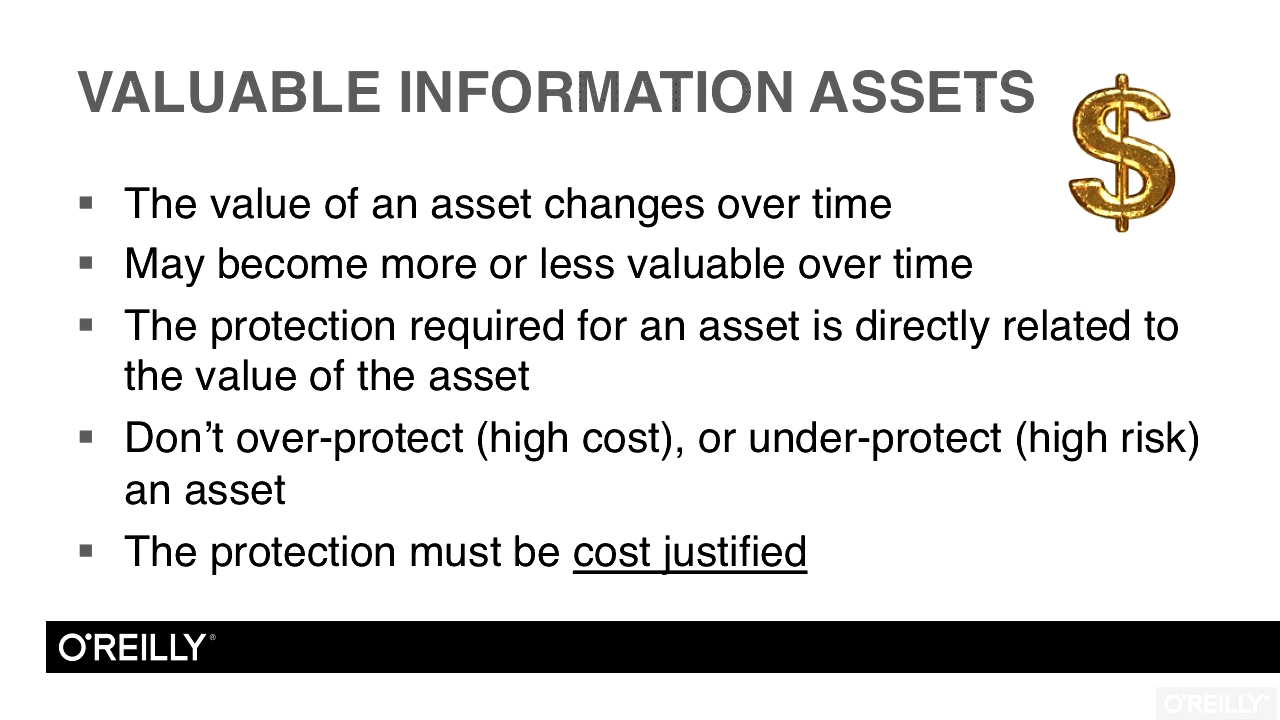 VALUABLE INFORMATION ASSETS
$
▪ The value of an asset changes over time
▪ May become more or less valuable over time
▪ The protection required for an asset is directly related to
the value of the asset
▪ Don’t over-protect (high cost), or under-protect (high risk)
an asset
▪ The protection must be cost justified
O'REILLY®
O'REILLY®